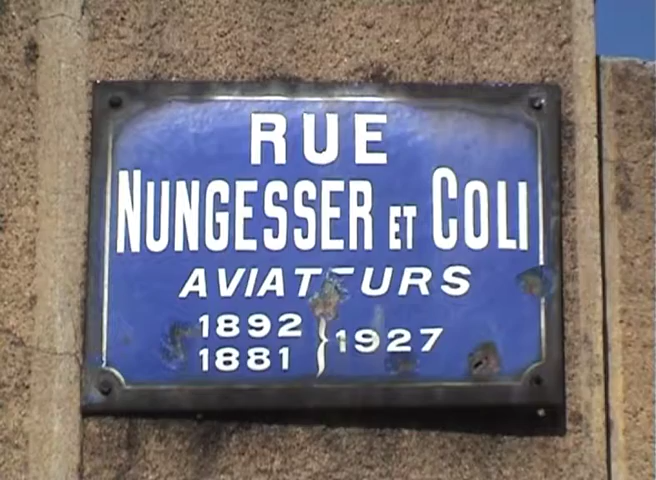 RUE
NUNGESSER ET COLI
AVIATEURS
1892 } 1927
1881